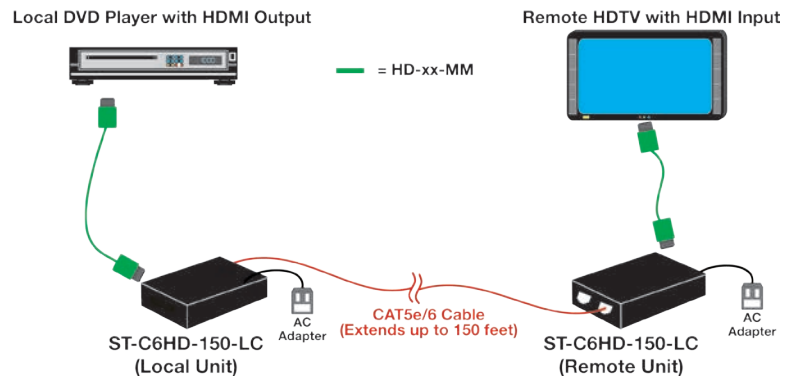 Local DVD Player with HDMI Output
Remote HDTV with HDMI Input
= HD-xx-MM
AC
Adapter
CAT5e/6 Cable
(Extends up to 150 feet)
AC
Adapter
ST-C6HD-150-LC
(Local Unit)
ST-C6HD-150-LC
(Remote Unit)